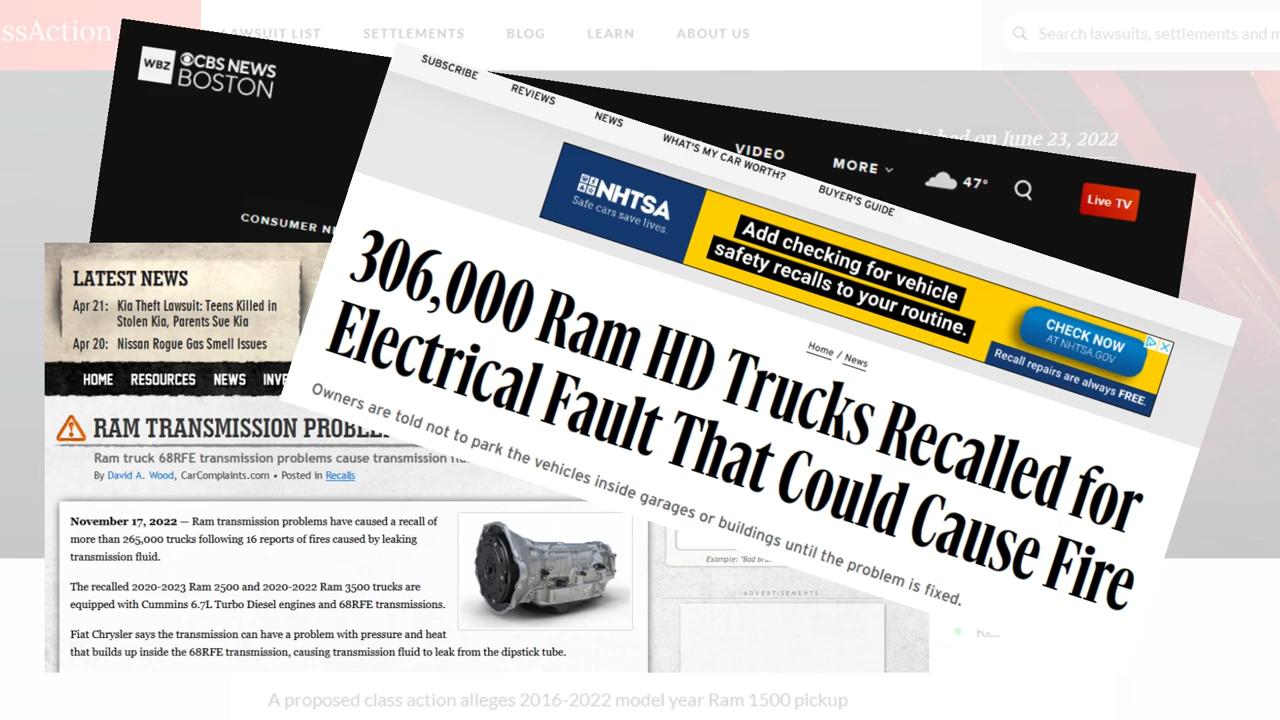 ssAction
LAWSUIT LIST
SETTLEMENTS
BLOG
LEARN
ABOUT US
Search lawsuits, settlements and m
on June 23, 2022
WBZ
CBS NEWS
BOSTON
VIDEO
MORE
47°
Live TV
CONSUMER
SUBSCRIBE
REVIEWS
NEWS
WHAT'S MY CAR WORTH?
BUYER'S GUIDE
NHTSA
Safe cars save lives.
Add checking for vehicle
safety recalls to your routine.
CHECK NOW
AT NHTSA.GOV
Recall repairs are always FREE.
Home / News
306,000 Ram HD Trucks Recalled for
Electrical Fault That Could Cause Fire
Owners are told not to park the vehicles inside garages or buildings until the problem is fixed.
LATEST NEWS
Apr 21: Kia Theft Lawsuit: Teens Killed in
Stolen Kia, Parents Sue Kia
Apr 20: Nissan Rogue Gas Smell Issues
HOME
RESOURCES
NEWS
INVE
RAM TRANSMISSION PROBLE
Ram truck 68RFE transmission problems cause transmission
By David A. Wood, CarComplaints.com • Posted in Recalls
November 17, 2022 — Ram transmission problems have caused a recall of
more than 265,000 trucks following 16 reports of fires caused by leaking
transmission fluid.
The recalled 2020-2023 Ram 2500 and 2020-2022 Ram 3500 trucks are
equipped with Cummins 6.7L Turbo Diesel engines and 68RFE transmissions.
Fiat Chrysler says the transmission can have a problem with pressure and heat
that builds up inside the 68RFE transmission, causing transmission fluid to leak from the dipstick tube.
Example: "Bad
ADVERTISEMENTS
A proposed class action alleges 2016-2022 model year Ram 1500 pickup